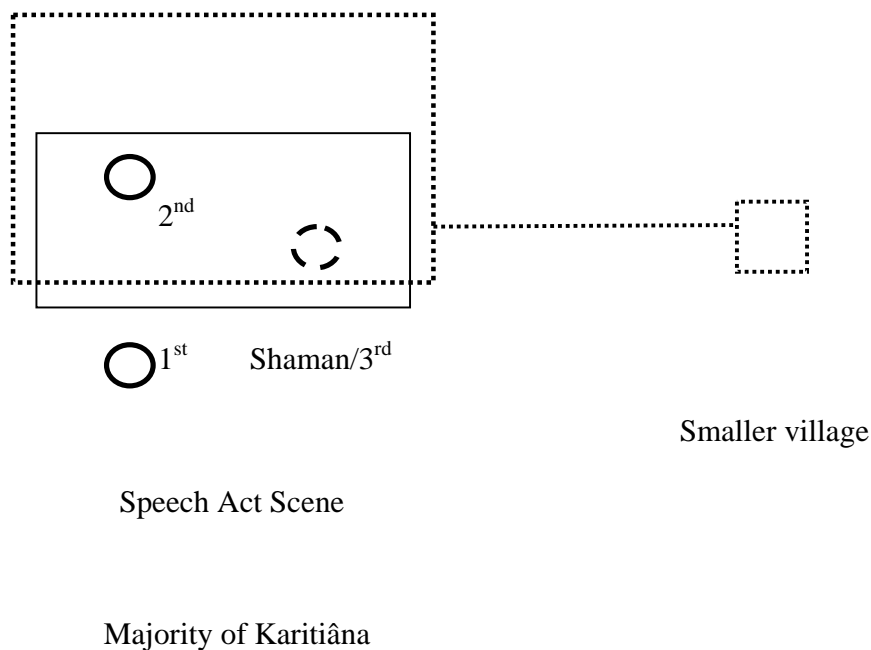 2nd
1st Shaman/3rd
Smaller village
Speech Act Scene
Majority of Karitiâna